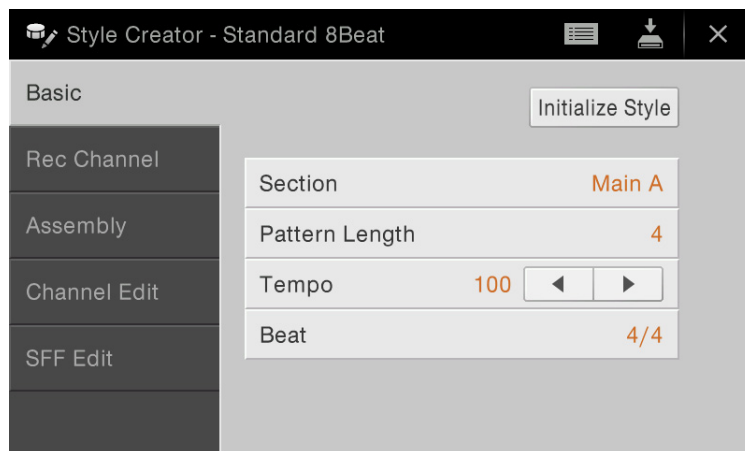 Style Creator - Standard 8Beat
Basic
Initialize Style
Rec Channel
Section Main A
Assembly
Pattern Length 4
Channel Edit
Tempo 100
Beat 4/4
SFF Edit